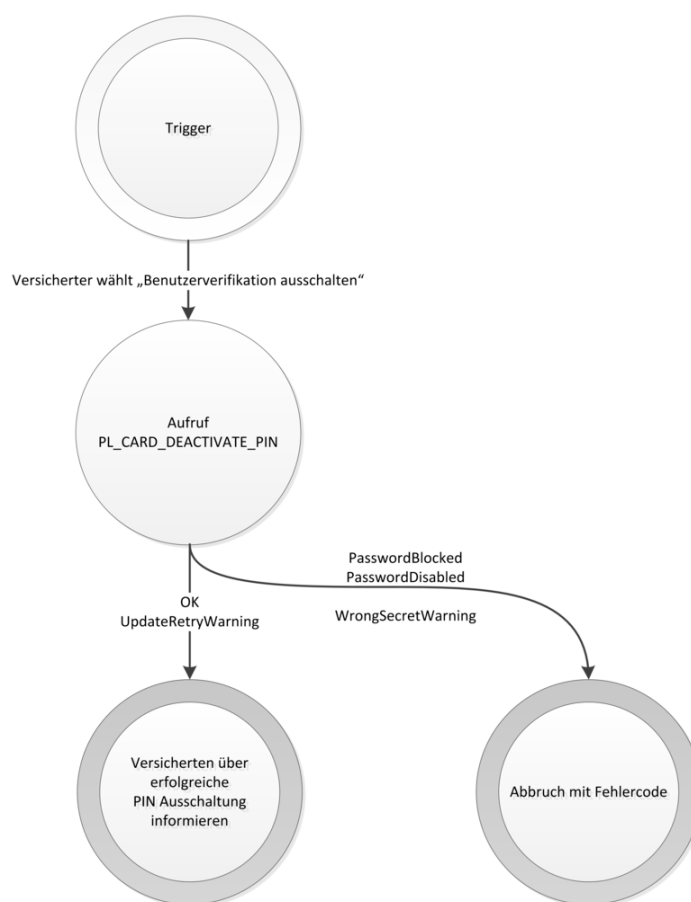 Trigger
Versicherter wählt „Benutzerverifikation ausschalten“
Aufruf
PL_CARD_DEACTIVATE_PIN
OK
UpdateRetryWarning
PasswordBlocked
PasswordDisabled
WrongSecretWarning
Versicherten über
erfolgreiche
PIN Ausschaltung
informieren
Abbruch mit Fehlercode